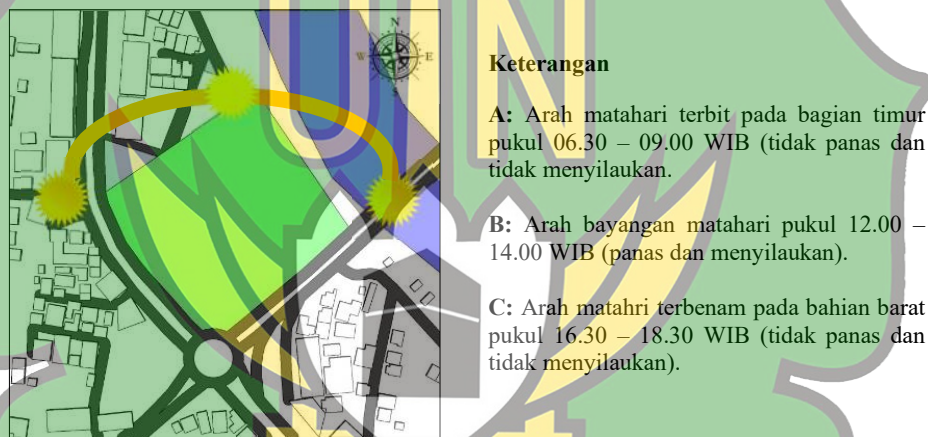 N
W
E
S
UIN
Keterangan
A: Arah matahari terbit pada bagian timur
pukul 06.30 – 09.00 WIB (tidak panas dan
tidak menyilaukan.
B: Arah bayangan matahari pukul 12.00 –
14.00 WIB (panas dan menyilaukan).
C: Arah matahri terbenam pada bahian barat
pukul 16.30 – 18.30 WIB (tidak panas dan
tidak menyilaukan).